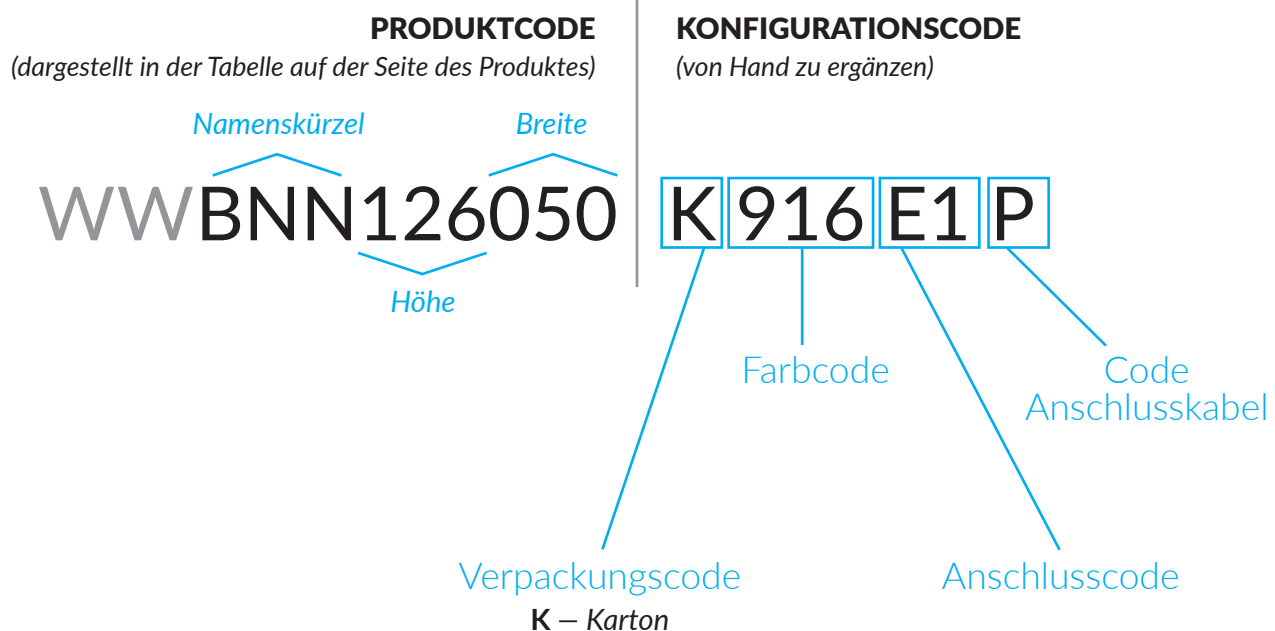 PRODUKTCODE
(dargestellt in der Tabelle auf der Seite des Produktes)
KONFIGURATIONSCODE
(von Hand zu ergänzen)
Namenskürzel
Breite
WWBNN126050 K 916 E1 P
Höhe
Farbcode
Code
Anschlusskabel
Verpackungscode
K – Karton
Anschlusscode